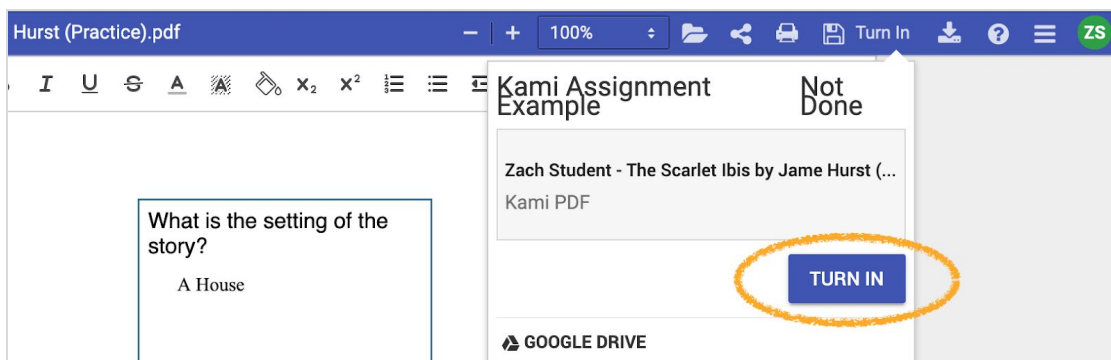 Hurst (Practice).pdf
100%
Turn In
ZS
I U S A A X₂ X²
Kami Assignment Example
Not Done
Zach Student - The Scarlet Ibis by Jame Hurst (...
Kami PDF
What is the setting of the
story?
A House
TURN IN
GOOGLE DRIVE